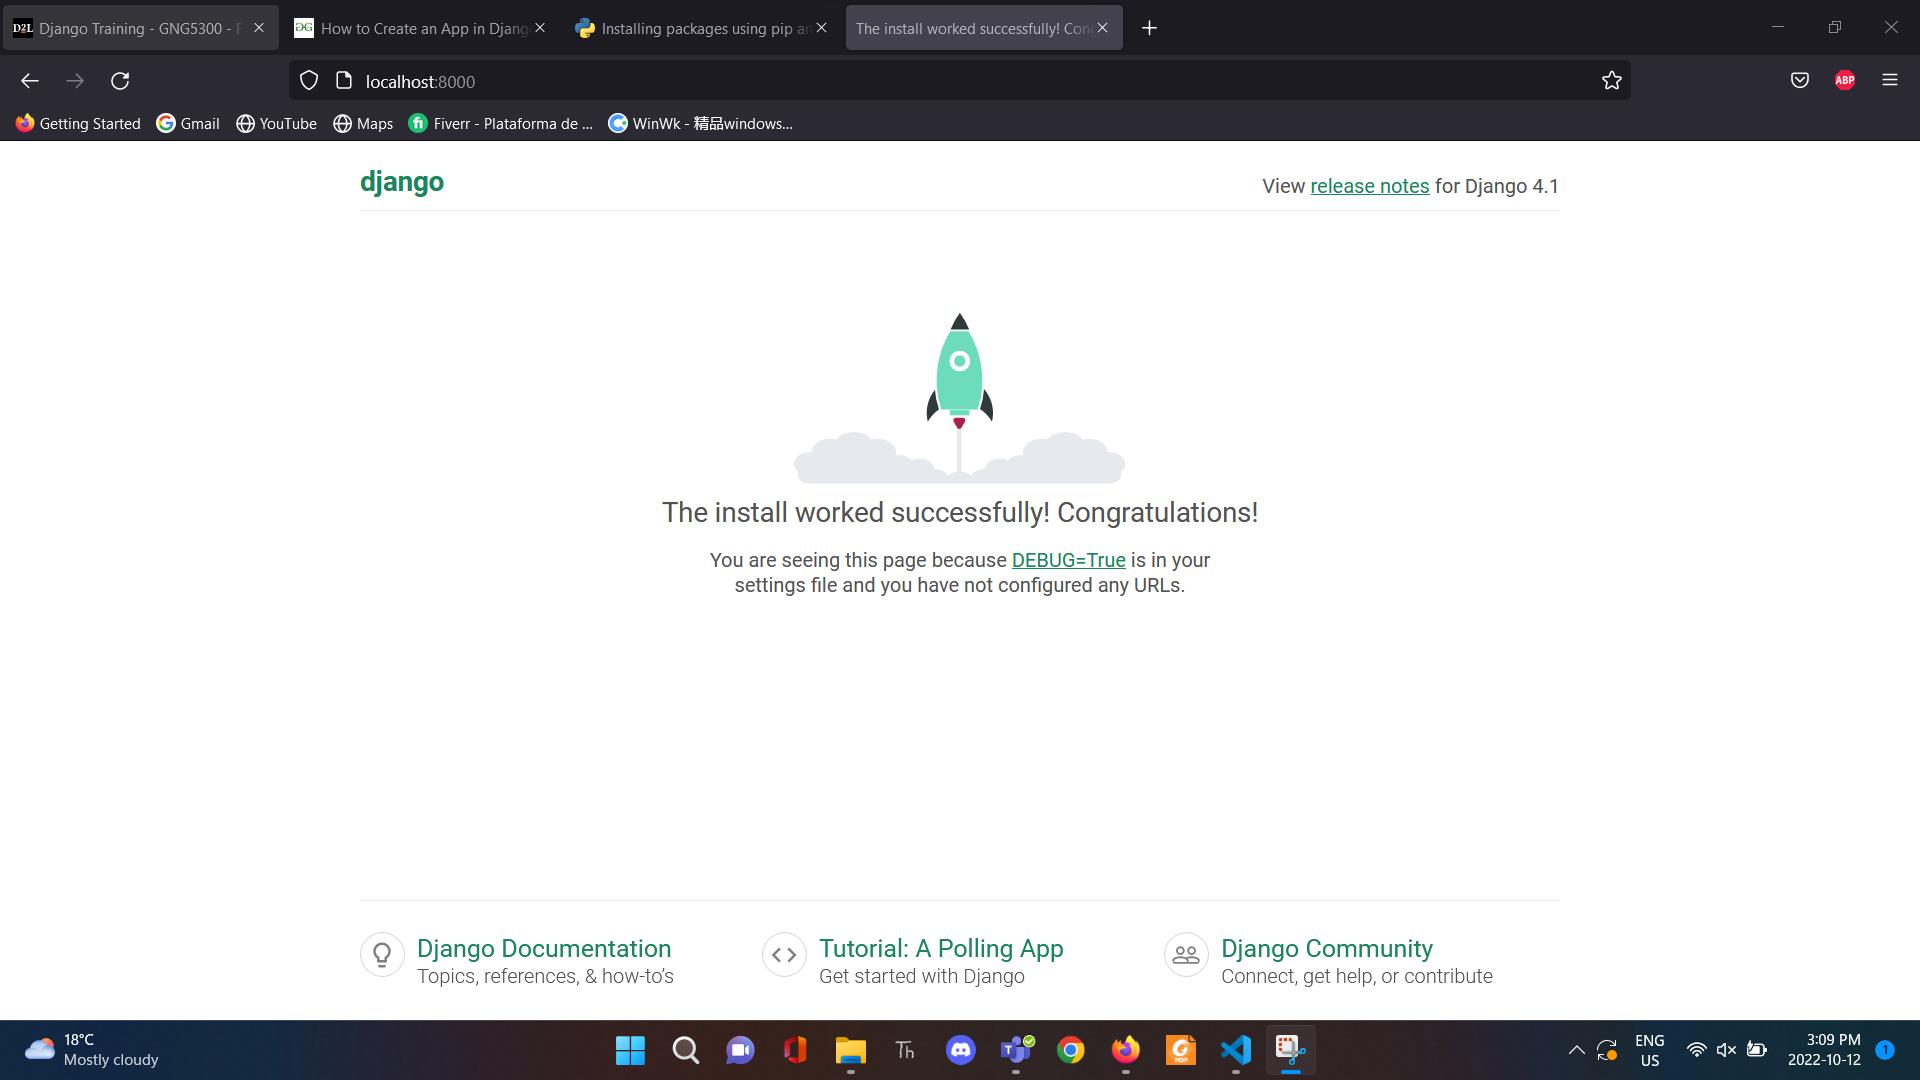 D2L Django Training - GNG5300 - F
How to Create an App in Djang
Installing packages using pip an
The install worked successfully! Con
localhost:8000
ABP
Getting Started
Gmail
YouTube
Maps
Fiverr - Plataforma de ...
WinWk - 精品windows...
django
View release notes for Django 4.1
The install worked successfully! Congratulations!
You are seeing this page because DEBUG=True is in your
settings file and you have not configured any URLs.
Django Documentation
Topics, references, & how-to’s
Tutorial: A Polling App
Get started with Django
Django Community
Connect, get help, or contribute
18°C
Mostly cloudy
Th
T
PDF
ENG
US
3:09 PM
2022-10-12
1